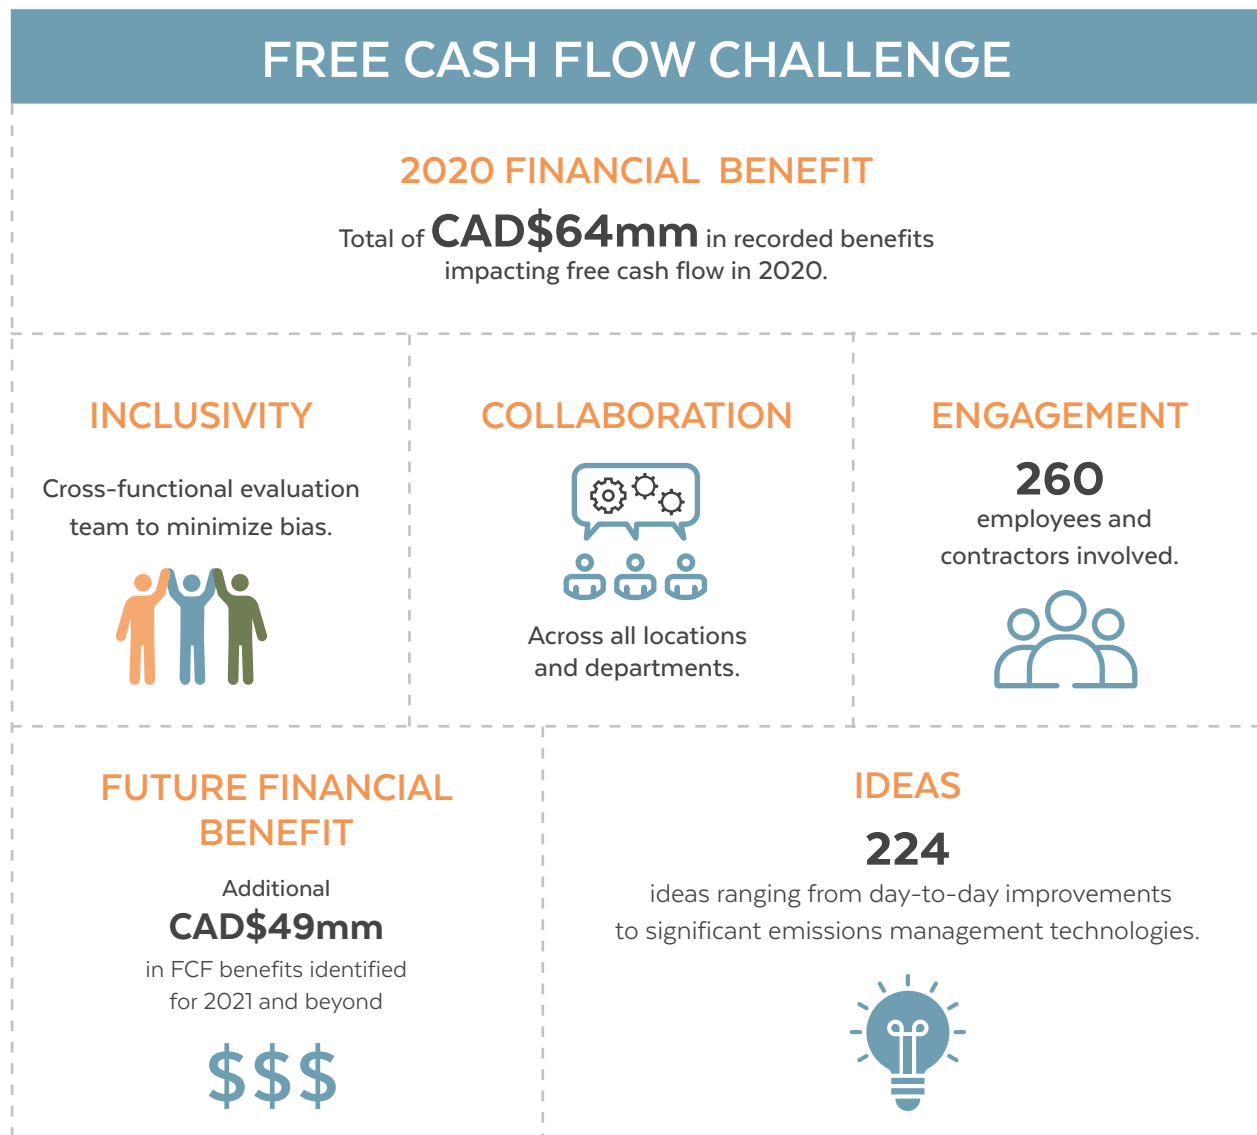 FREE CASH FLOW CHALLENGE
2020 FINANCIAL BENEFIT
Total of CAD$64mm in recorded benefits
impacting free cash flow in 2020.
INCLUSIVITY
Cross-functional evaluation
team to minimize bias.
COLLABORATION
Across all locations
and departments.
ENGAGEMENT
260
employees and
contractors involved.
FUTURE FINANCIAL
BENEFIT
Additional
CAD$49mm
in FCF benefits identified
for 2021 and beyond
$$$
IDEAS
224
ideas ranging from day-to-day improvements
to significant emissions management technologies.